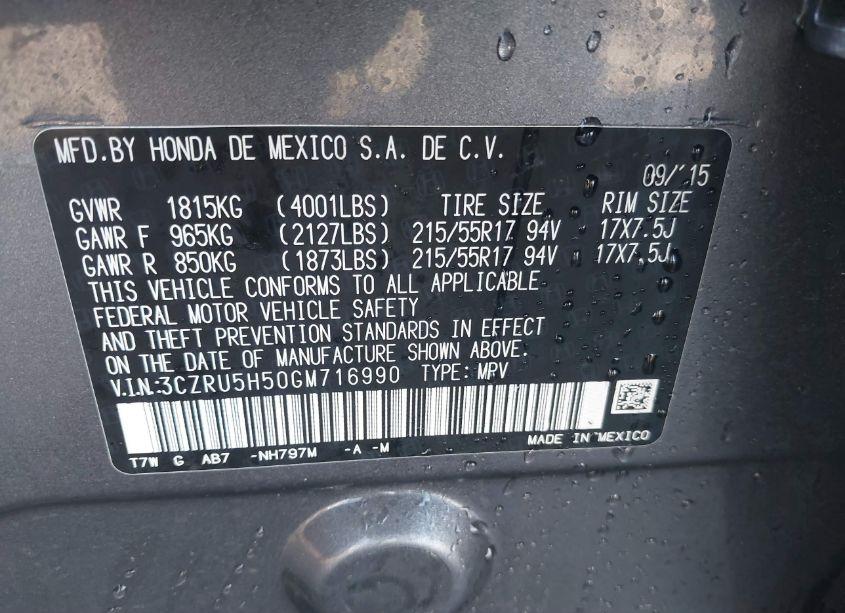 MFD.BY HONDA DE MEXICO S.A. DE C.V.
09/'15
GVWR 1815KG (4001LBS) TIRE SIZE RIM SIZE
GAWR F 965KG (2127LBS) 215/55R17 94V 17X7.5J
GAWR R 850KG (1873LBS) 215/55R17 94V 17X7.5J
THIS VEHICLE CONFORMS TO ALL APPLICABLE
FEDERAL MOTOR VEHICLE SAFETY
AND THEFT PREVENTION STANDARDS IN EFFECT
ON THE DATE OF MANUFACTURE SHOWN ABOVE.
V.I.N.:3CZRU5H50GM716990 TYPE: MPV
MADE IN MEXICO
T7W G AB7 -NH797M -A -M